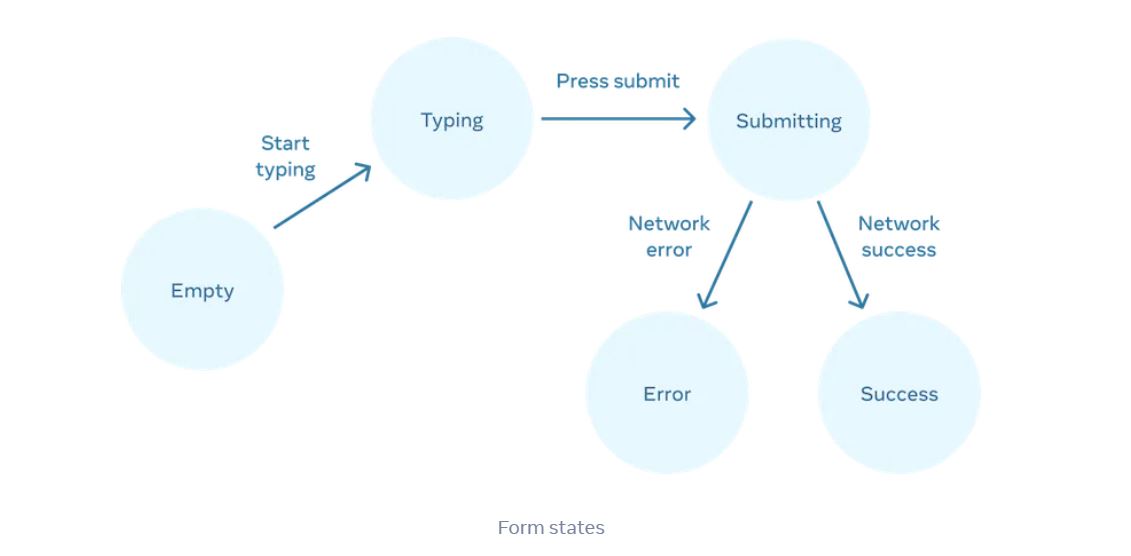 Empty
Start
typing
Typing
Press submit
Submitting
Network
error
Network
success
Error
Success
Form states